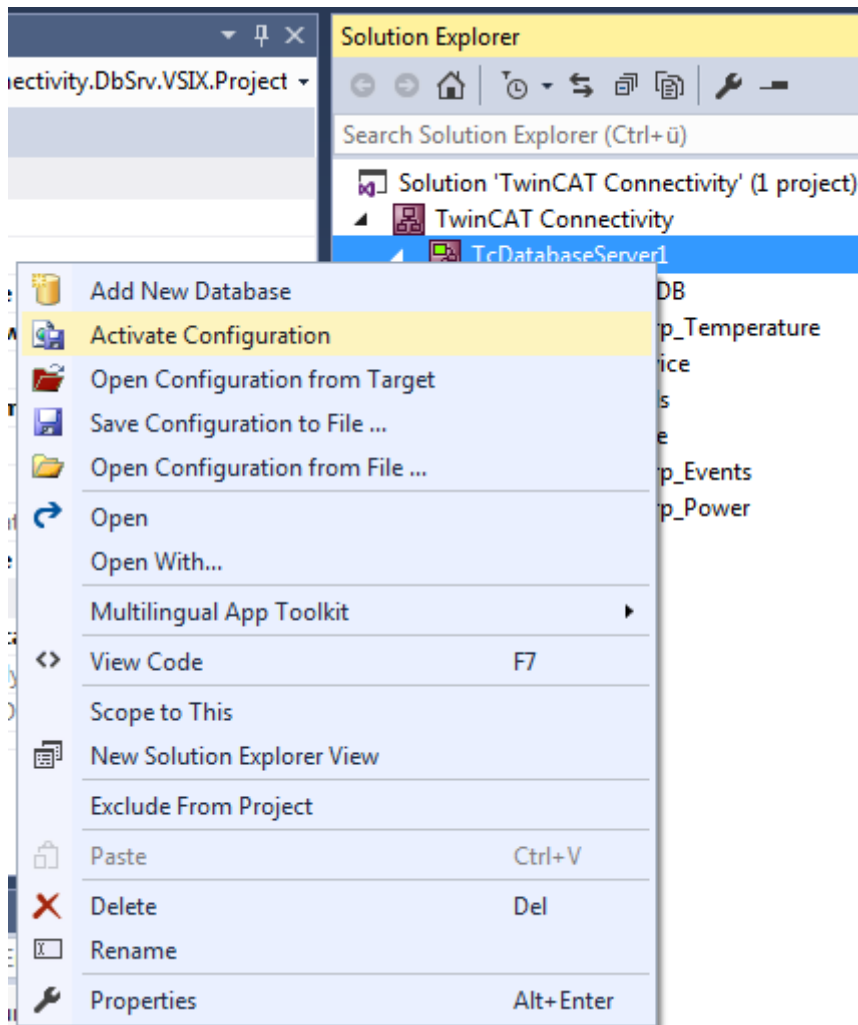 Solution Explorer
ectivity.DbSrv.VSIX.Project
Search Solution Explorer (Ctrl+ü)
Solution 'TwinCAT Connectivity' (1 project)
TwinCAT Connectivity
TcDatabaseServer1
DB
rp_Temperature
ice
ls
e
rp_Events
rp_Power
Add New Database
Activate Configuration
Open Configuration from Target
Save Configuration to File ...
Open Configuration from File ...
Open
Open With...
Multilingual App Toolkit
View Code F7
Scope to This
New Solution Explorer View
Exclude From Project
Paste Ctrl+V
Delete Del
Rename
Properties Alt+Enter